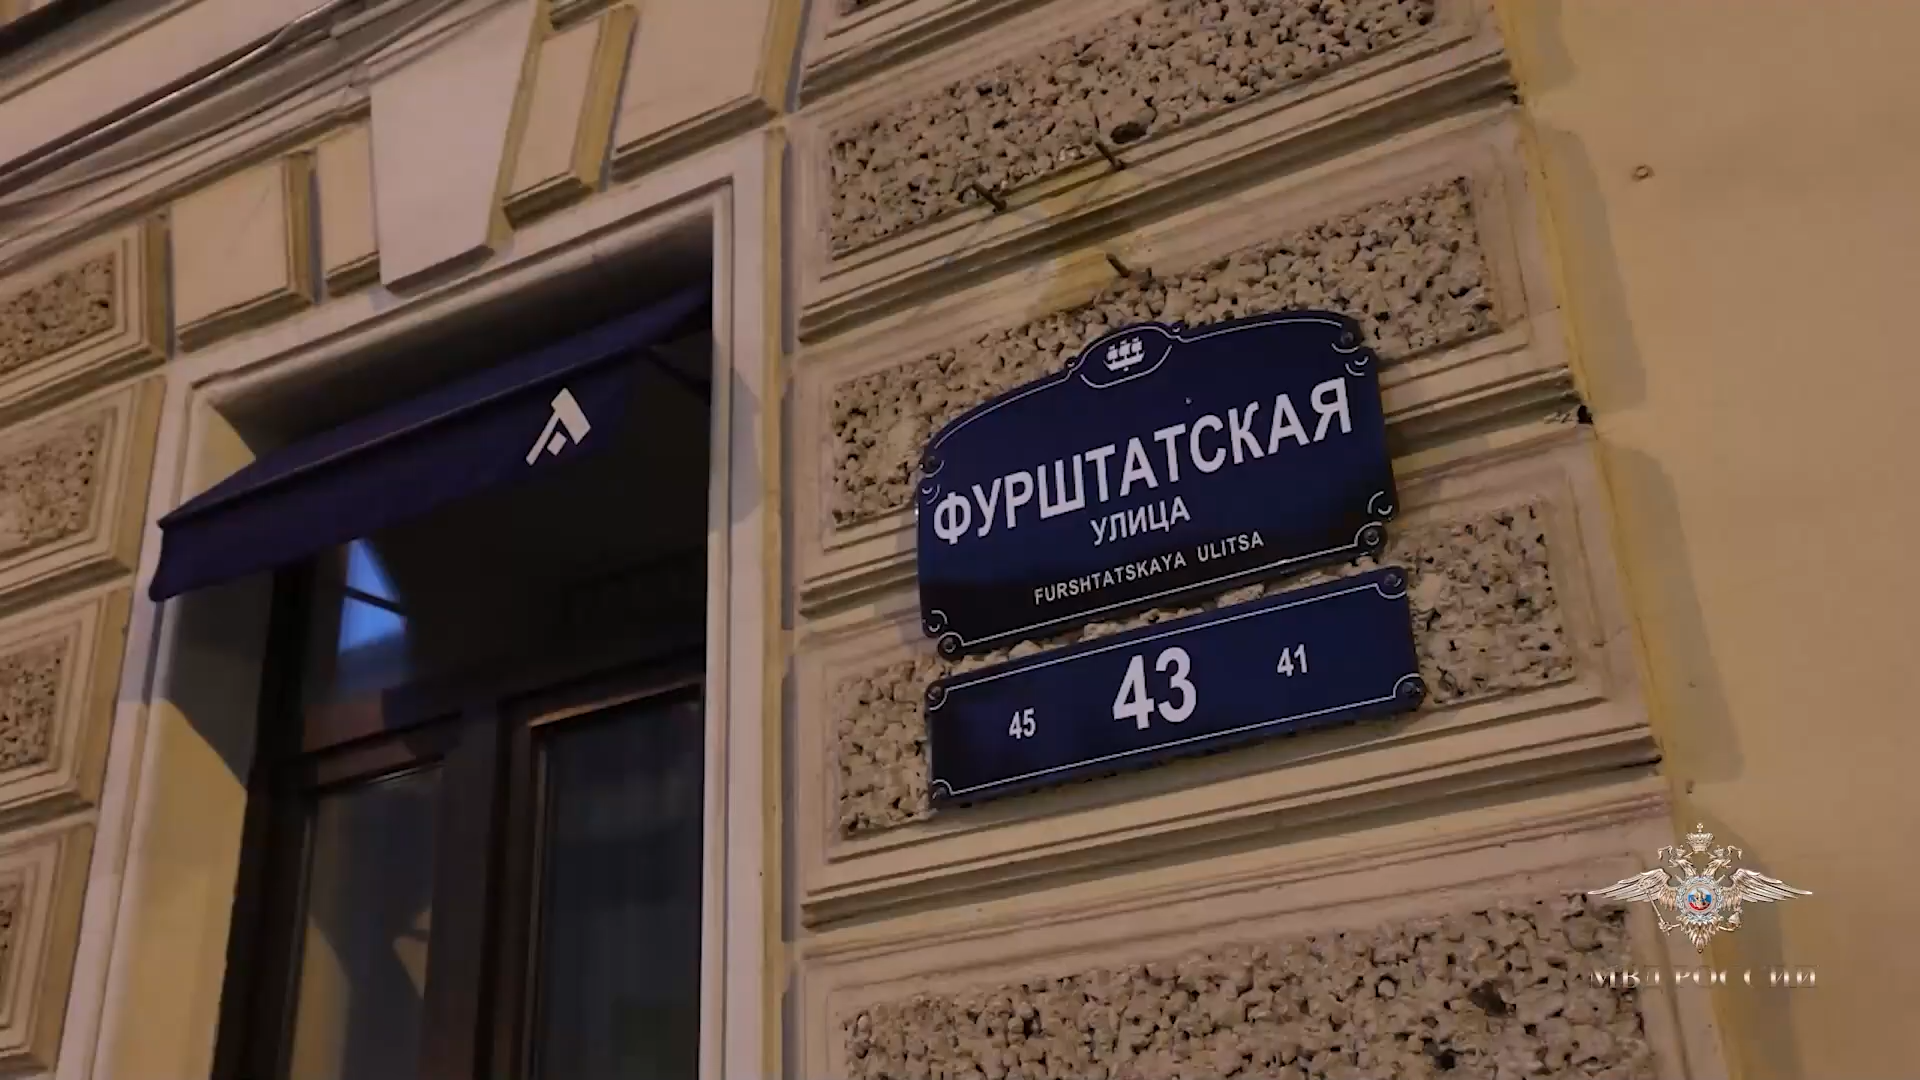 ФУРШТАТСКАЯ
УЛИЦА
FURSHTATSKAYA ULITSA
45 43 41
МВД РОССИИ